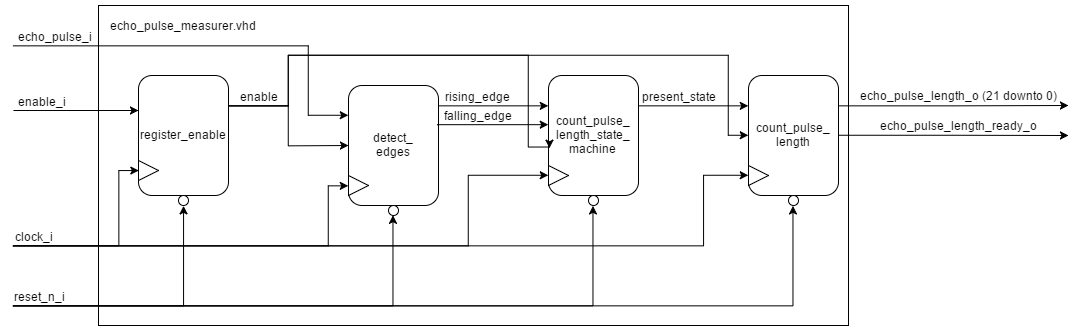 echo_pulse_measurer.vhd
echo_pulse_i
enable_i
enable
register_enable
rising_edge
falling_edge
detect_
edges
present_state
count_pulse_
length_state_
machine
count_pulse_
length
echo_pulse_length_o (21 downto 0)
echo_pulse_length_ready_o
clock_i
reset_n_i